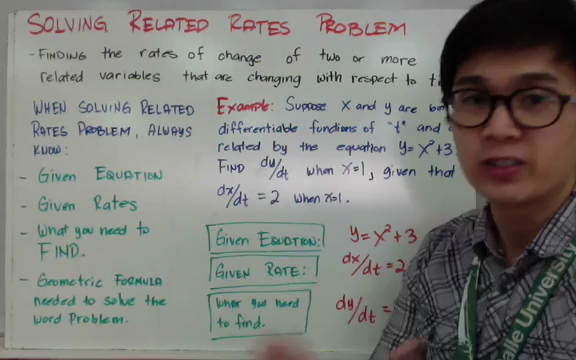 SOLVING RELATED RATES PROBLEM
- FINDING the rates of change of two or more
related variables that are changing with respect to
WHEN SOLVING RELATED
RATES PROBLEM, ALWAYS
KNOW:
- Given EQUATION
- Given Rates
- What you need to
FIND.
- Geometric FORMULA
needed to solve the
word Problem.
Example: Suppose x and y are
differentiable functions of "t" and
related by the equation y = x² + 3
FIND dy/dt when x=1, given that
dx/dt = 2 when x=1.
Given EQUATION: y = x² + 3
GIVEN RATE: dx/dt = 2
What you need
to find. dy/dt =
University